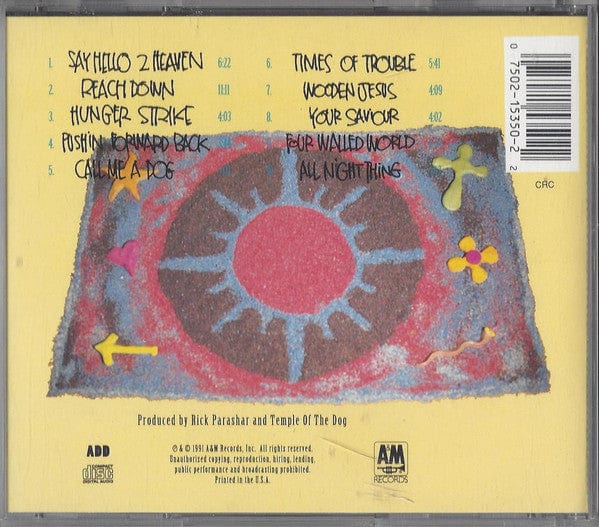 1. SAY HELLO 2 HEAVEN 6:22
2. REACH DOWN 11:11
3. HUNGER STRIKE 4:03
4. PUSHIN FORWARD BACK
5. CALL ME A DOG
6. TIMES OF TROUBLE 5:41
7. WOODEN JESUS 4:09
8. YOUR SAVIOUR 4:02
FOUR WALLED WORLD
ALL NIGHT THING
0 7502-15350-2 2
CRC
Produced by Rick Parashar and Temple Of The Dog
ADD
COMPACT
disc
DIGITAL AUDIO
℗ & © 1991 A&M Records, Inc. All rights reserved.
Unauthorized copying, reproduction, hiring, lending,
public performance and broadcasting prohibited.
Printed in the U.S.A.
A&M
RECORDS